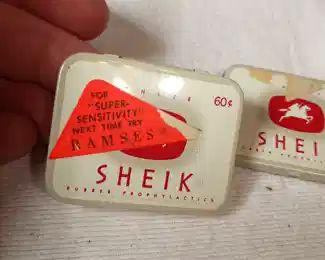 FOR
"SUPER-
SENSITIVITY"
NEXT TIME TRY
RAMSES
60¢
SHEIK
RUBBER PROPHYLACTICS
SHEIK